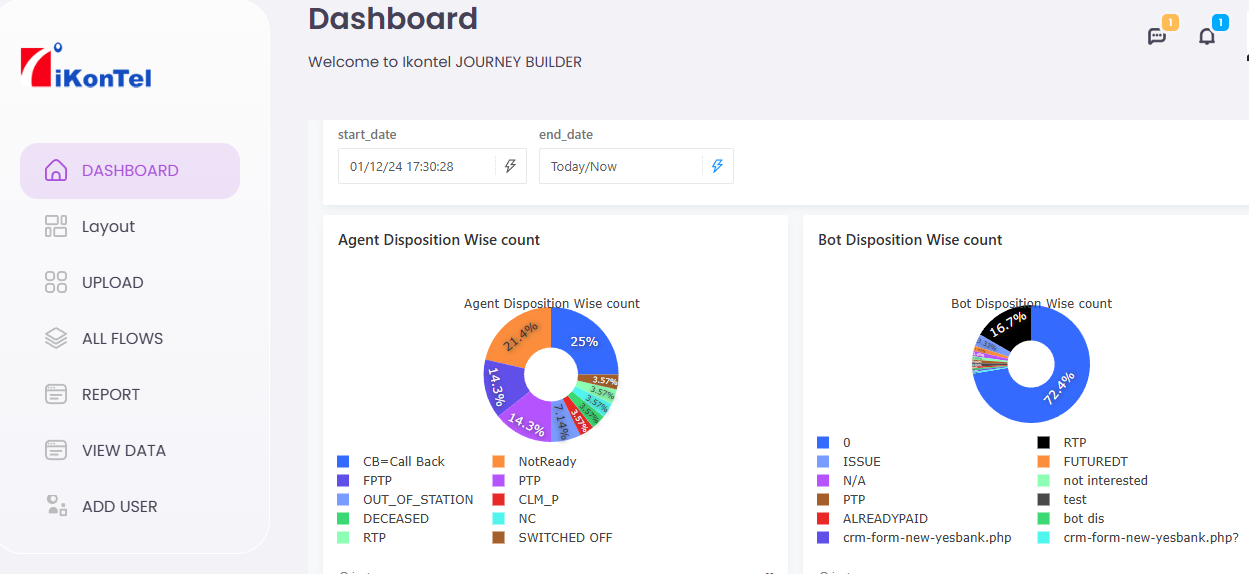 Dashboard
1
1
Welcome to Ikontel JOURNEY BUILDER
iKonTel
DASHBOARD
Layout
UPLOAD
ALL FLOWS
REPORT
VIEW DATA
ADD USER
start_date
end_date
01/12/24 17:30:28
Today/Now
Agent Disposition Wise count
Agent Disposition Wise count
25%
21.4%
14.3%
14.3%
7.14%
3.57%
3.57%
3.57%
3.57%
3.57%
CB=Call Back
NotReady
FPTP
PTP
OUT_OF_STATION
CLM_P
DECEASED
NC
RTP
SWITCHED OFF
Bot Disposition Wise count
Bot Disposition Wise count
16.7%
72.4%
0
RTP
ISSUE
FUTUREDT
N/A
not interested
PTP
test
ALREADYPAID
bot dis
crm-form-new-yesbank.php
crm-form-new-yesbank.php?